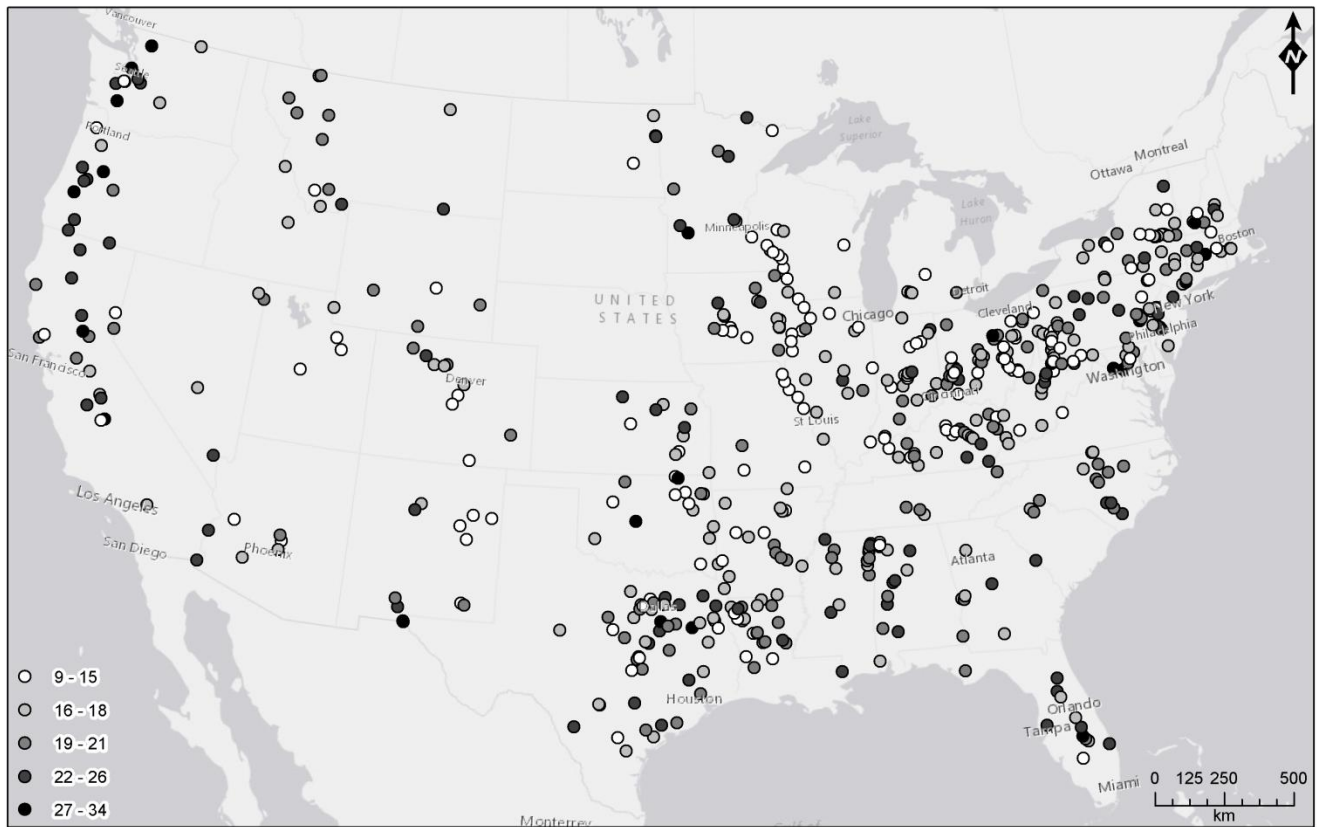 Vancouver
N
Seattle
Portland
Lake
Superior
Montreal
Ottawa
Lake
Huron
Minneapolis
Boston
UNITED
STATES
Detroit
Chicago
Cleveland
New York
Philadelphia
San Francisco
Denver
Washington
Cincinnati
St Louis
Los Angeles
San Diego
Phoenix
Atlanta
Dallas
9 - 15
Houston
16 - 18
Orlando
19 - 21
Tampa
22 - 26
Miami
0 125 250 500
km
27 - 34
Monterrey
Gulf of